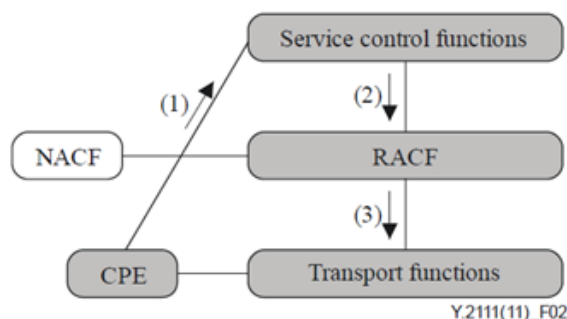 Service control functions
(1)
(2)
NACF
RACF
(3)
CPE
Transport functions
Y.2111(11)_F02